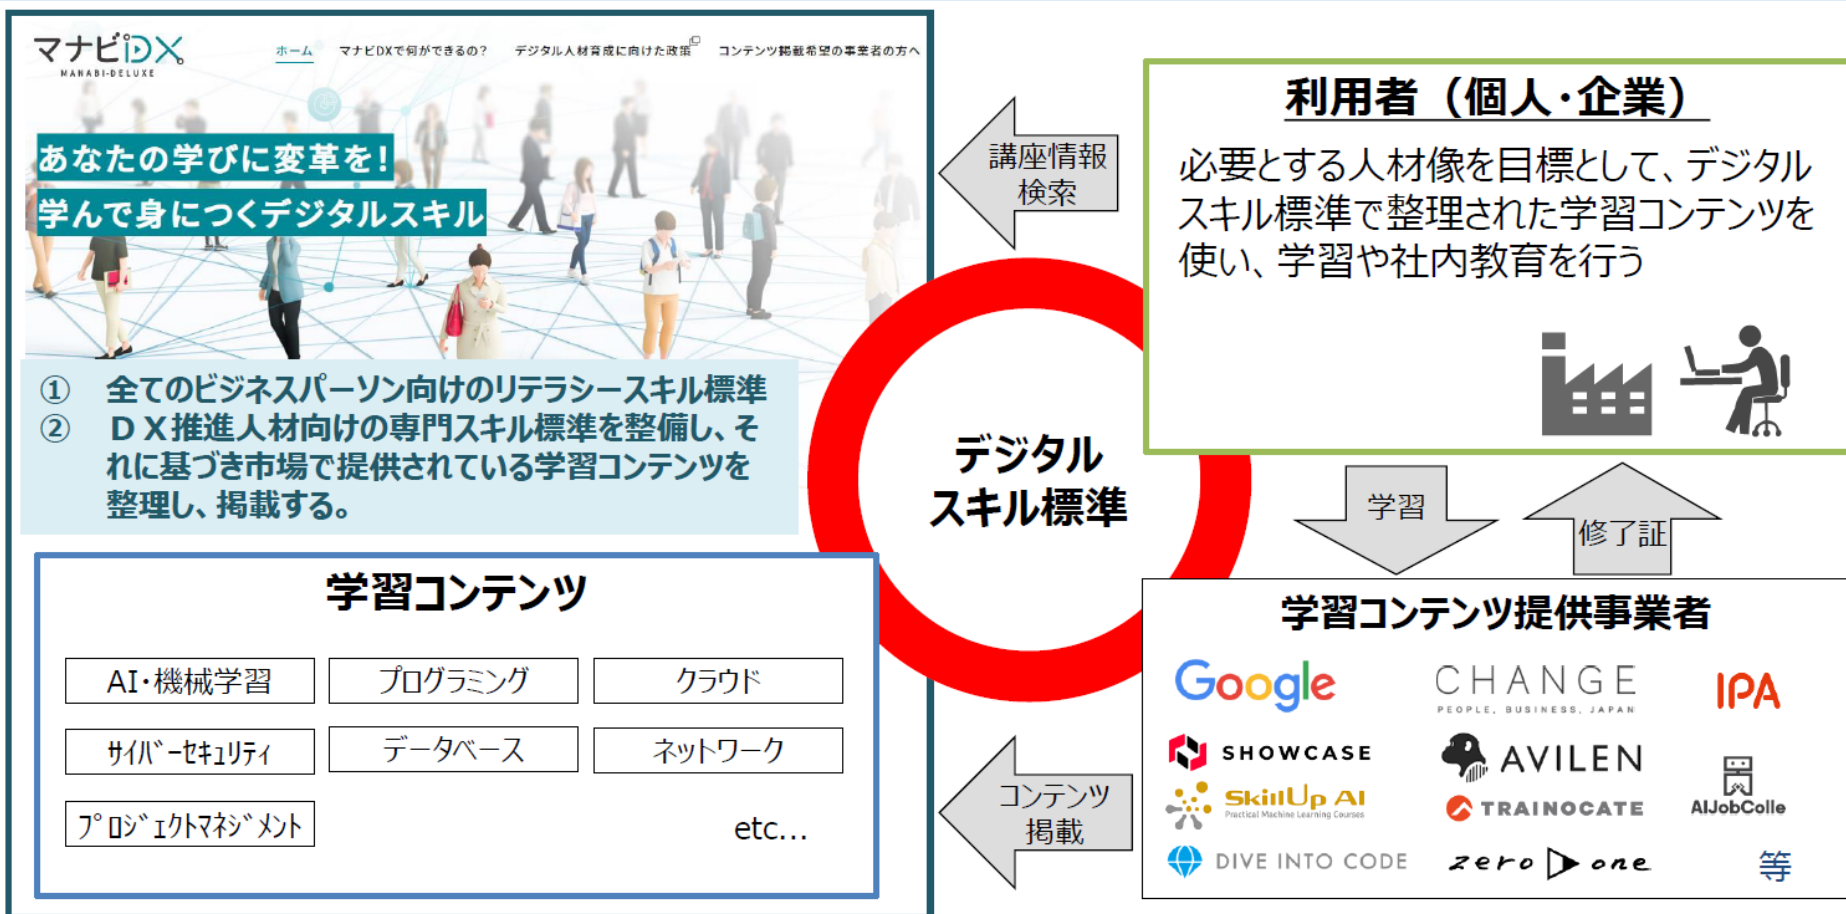 マナビDX
MANABI-DELUXE
ホーム　マナビDXで何ができるの？　デジタル人材育成に向けた政策　コンテンツ掲載希望の事業者の方へ
あなたの学びに変革を！
学んで身につくデジタルスキル
①　全てのビジネスパーソン向けのリテラシースキル標準
②　ＤＸ推進人材向けの専門スキル標準を整備し、そ
れに基づき市場で提供されている学習コンテンツを
整理し、掲載する。
学習コンテンツ
AI・機械学習
プログラミング
クラウド
ｻｲﾊﾞｰｾｷｭﾘﾃｨ
データベース
ネットワーク
ﾌﾟﾛｼﾞｪｸﾄﾏﾈｼﾞﾒﾝﾄ
etc…
講座情報
検索
デジタル
スキル標準
コンテンツ
掲載
利用者（個人・企業）
必要とする人材像を目標として、デジタル
スキル標準で整理された学習コンテンツを
使い、学習や社内教育を行う
学習
修了証
学習コンテンツ提供事業者
Google
CHANGE
PEOPLE, BUSINESS, JAPAN
IPA
SHOWCASE
AVILEN
SkillUp AI
Practical Machine Learning Courses
TRAINOCATE
AIJobColle
DIVE INTO CODE
zero one
等